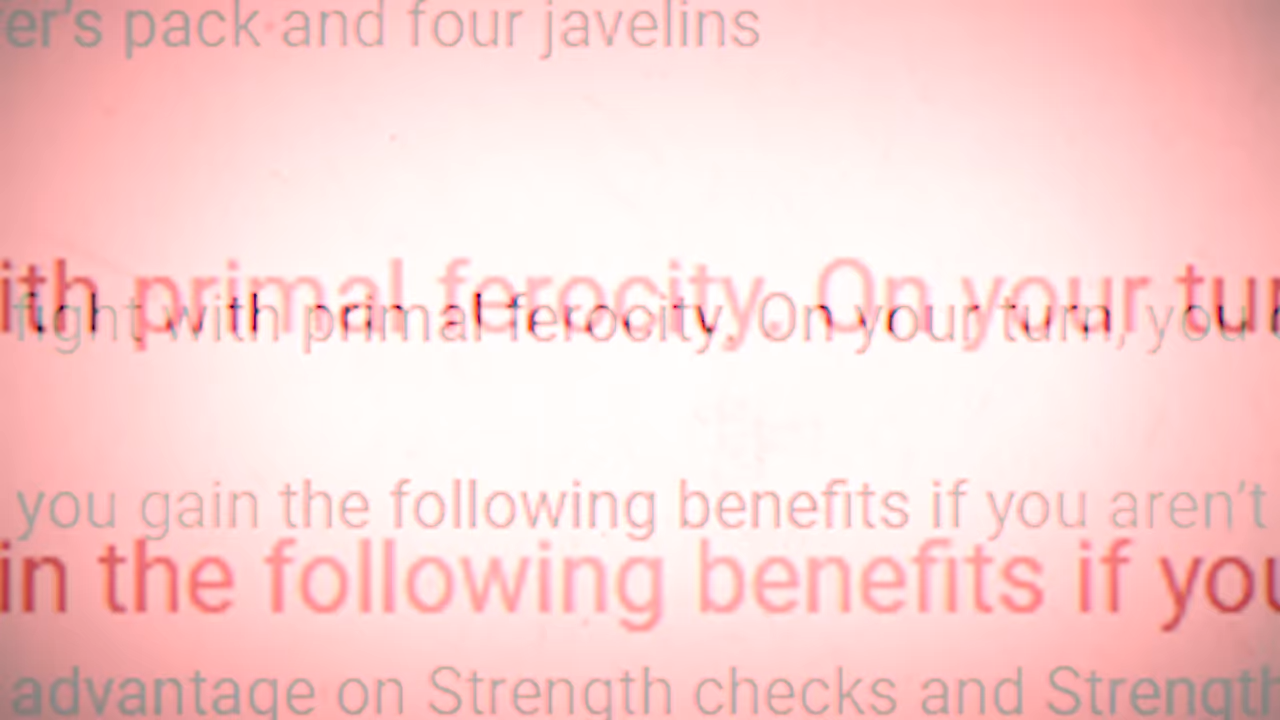 er's pack and four javelins
ith primal ferocity. On your tur
fight with primal ferocity. On your turn, you
you gain the following benefits if you aren't
in the following benefits if you
advantage on Strength checks and Strength